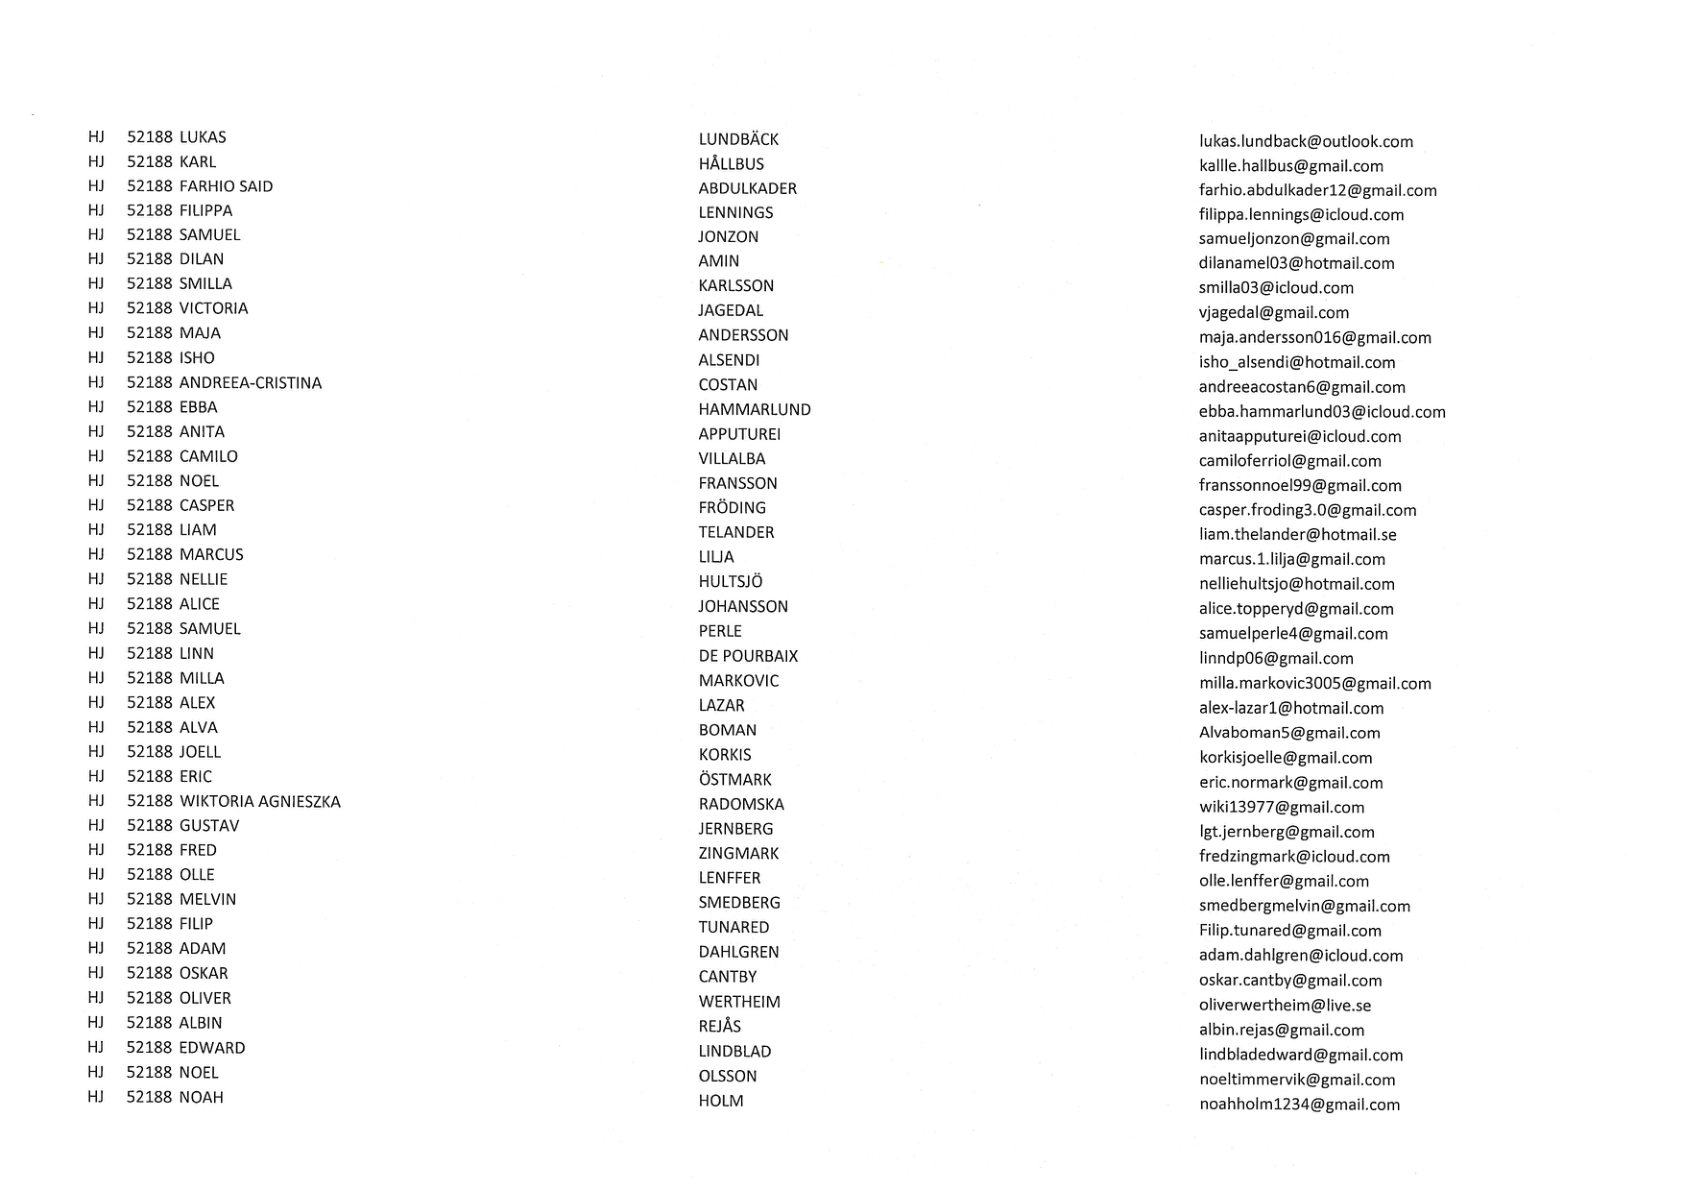 HJ 52188 LUKAS LUNDBÄCK lukas.lundback@outlook.com
HJ 52188 KARL HÅLLBUS kallle.hallbus@gmail.com
HJ 52188 FARHIO SAID ABDULKADER farhio.abdulkader12@gmail.com
HJ 52188 FILIPPA LENNINGS filippa.lennings@icloud.com
HJ 52188 SAMUEL JONZON samueljonzon@gmail.com
HJ 52188 DILAN AMIN dilanamel03@hotmail.com
HJ 52188 SMILLA KARLSSON smilla03@icloud.com
HJ 52188 VICTORIA JAGEDAL vjagedal@gmail.com
HJ 52188 MAJA ANDERSSON maja.andersson016@gmail.com
HJ 52188 ISHO ALSENDI isho_alsendi@hotmail.com
HJ 52188 ANDREEA-CRISTINA COSTAN andreeacostan6@gmail.com
HJ 52188 EBBA HAMMARLUND ebba.hammarlund03@icloud.com
HJ 52188 ANITA APPUTUREI anitaapputurei@icloud.com
HJ 52188 CAMILO VILLALBA camiloferriol@gmail.com
HJ 52188 NOEL FRANSSON franssonnoel99@gmail.com
HJ 52188 CASPER FRÖDING casper.froding3.0@gmail.com
HJ 52188 LIAM TELANDER liam.thelander@hotmail.se
HJ 52188 MARCUS LILJA marcus.1.lilja@gmail.com
HJ 52188 NELLIE HULTSJÖ nelliehultsjo@hotmail.com
HJ 52188 ALICE JOHANSSON alice.topperyd@gmail.com
HJ 52188 SAMUEL PERLE samuelperle4@gmail.com
HJ 52188 LINN DE POURBAIX linndp06@gmail.com
HJ 52188 MILLA MARKOVIC milla.markovic3005@gmail.com
HJ 52188 ALEX LAZAR alex-lazar1@hotmail.com
HJ 52188 ALVA BOMAN Alvaboman5@gmail.com
HJ 52188 JOELL KORKIS korkisjoelle@gmail.com
HJ 52188 ERIC ÖSTMARK eric.normark@gmail.com
HJ 52188 WIKTORIA AGNIESZKA RADOMSKA wiki13977@gmail.com
HJ 52188 GUSTAV JERNBERG lgt.jernberg@gmail.com
HJ 52188 FRED ZINGMARK fredzingmark@icloud.com
HJ 52188 OLLE LENFFER olle.lenffer@gmail.com
HJ 52188 MELVIN SMEDBERG smedbergmelvin@gmail.com
HJ 52188 FILIP TUNARED Filip.tunared@gmail.com
HJ 52188 ADAM DAHLGREN adam.dahlgren@icloud.com
HJ 52188 OSKAR CANTBY oskar.cantby@gmail.com
HJ 52188 OLIVER WERTHEIM oliverwertheim@live.se
HJ 52188 ALBIN REJÅS albin.rejas@gmail.com
HJ 52188 EDWARD LINDBLAD lindbladedward@gmail.com
HJ 52188 NOEL OLSSON noeltimmervik@gmail.com
HJ 52188 NOAH HOLM noahholm1234@gmail.com